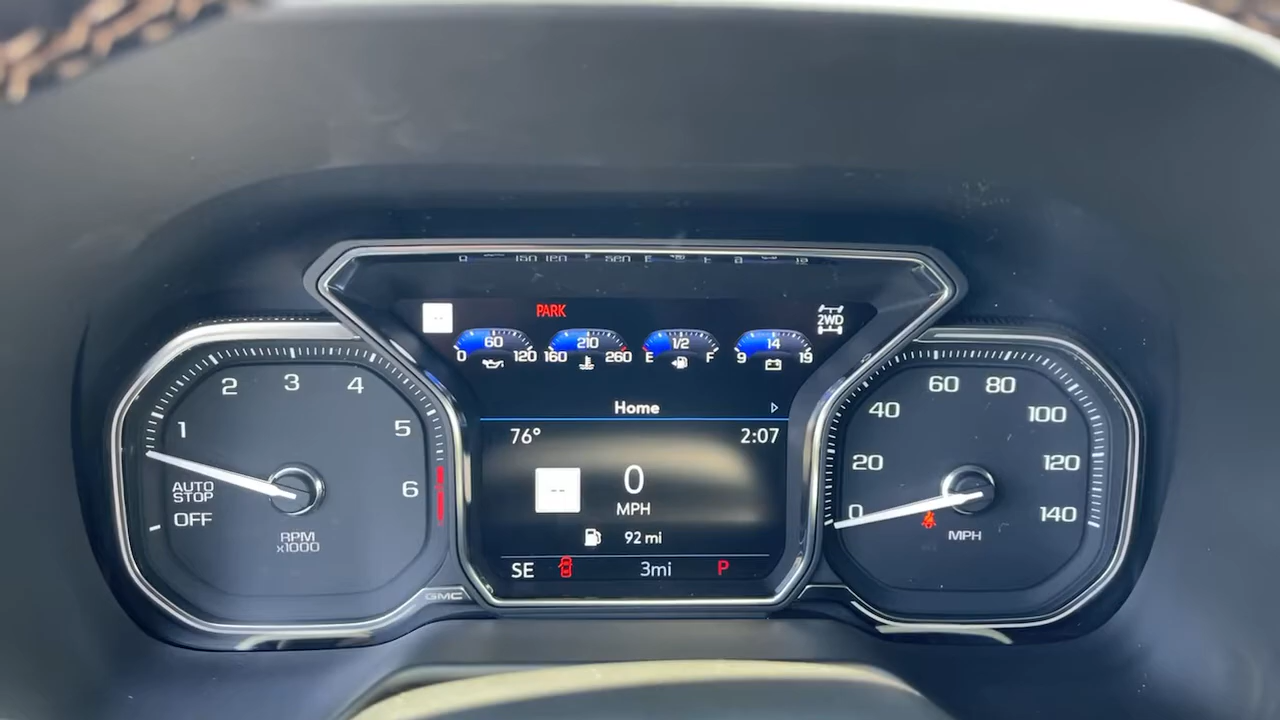 PARK
2WD
60
0 120
210
160 260
1/2
E F
14
9 19
1 2 3 4 5 6
AUTO
STOP
OFF
RPM
x1000
GMC
Home
76° 2:07
--
--
0
MPH
92 mi
SE 3mi P
0 20 40 60 80 100 120 140
MPH